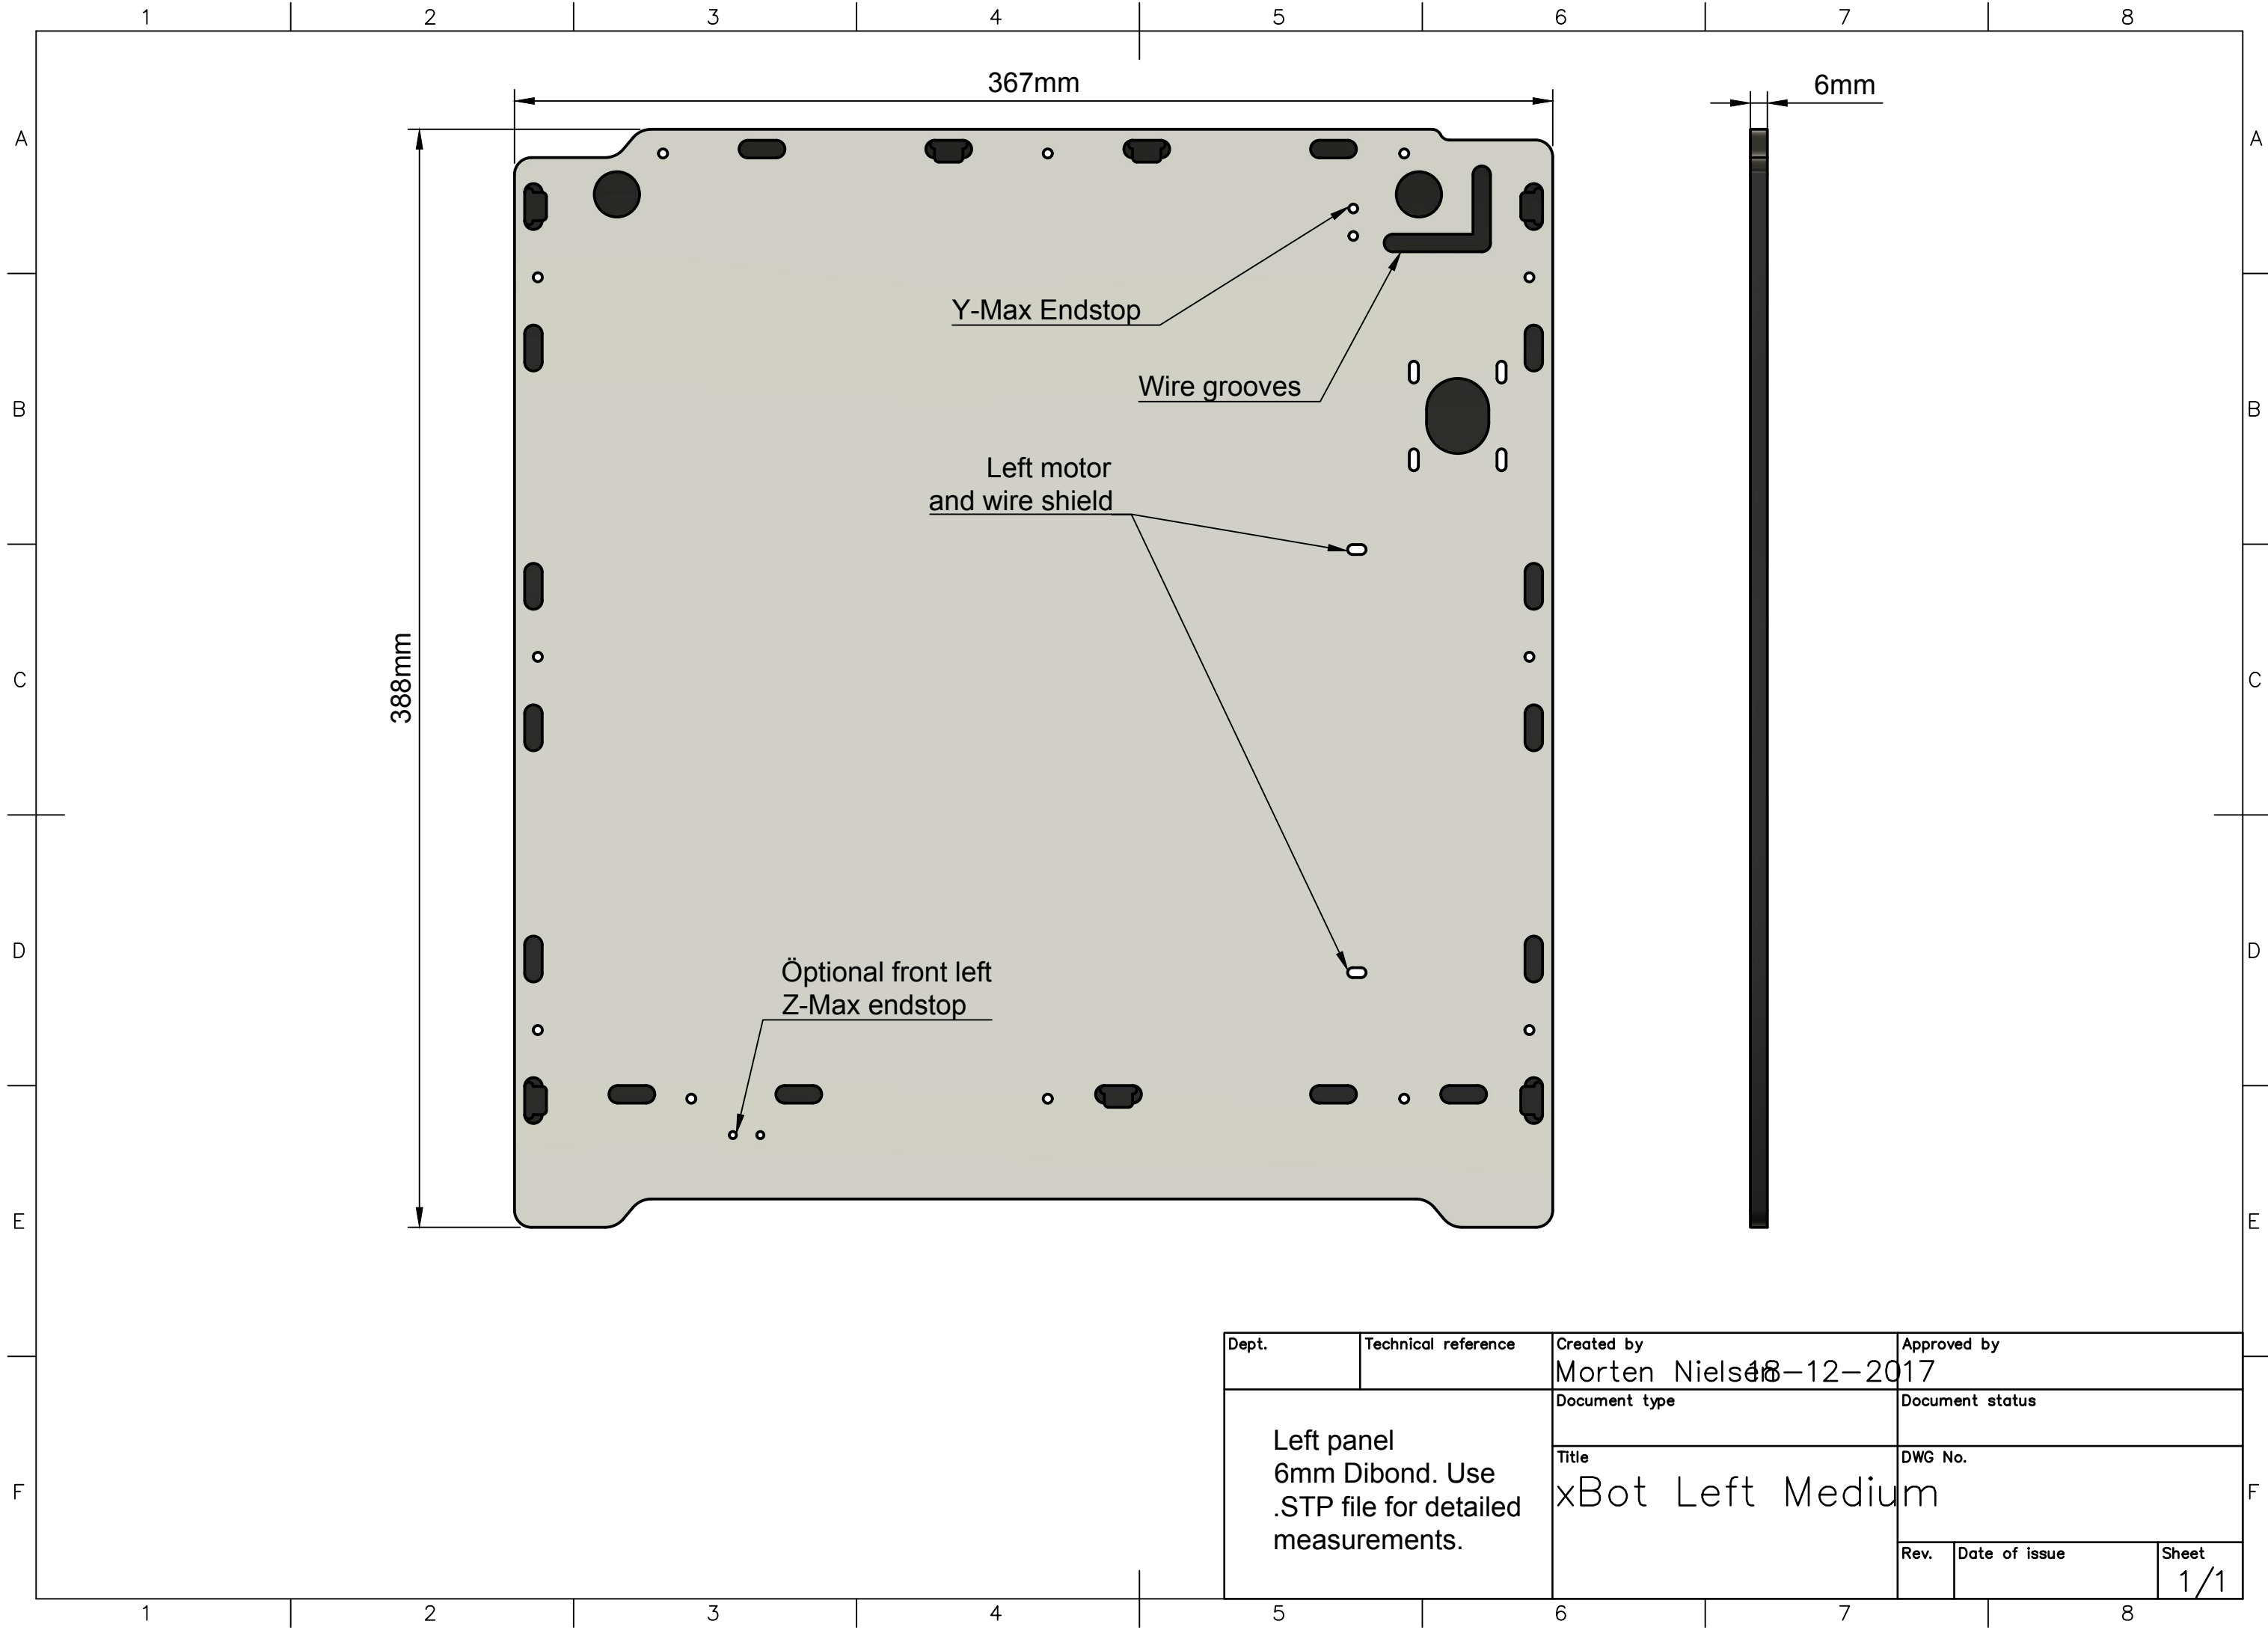 1 2 3 4 5 6 7 8
367mm
6mm
A A
Y-Max Endstop
Wire grooves
B B
Left motor
and wire shield
388mm
C C
D D
Öptional front left
Z-Max endstop
E E
Dept.
Technical reference
Created by
Morten Nielsen 18-12-2017
Approved by
Document type
Document status
Left panel
6mm Dibond. Use
.STP file for detailed
measurements.
Title
xBot Left Medium
DWG No.
F F
Rev.
Date of issue
Sheet
1/1
1 2 3 4 5 6 7 8